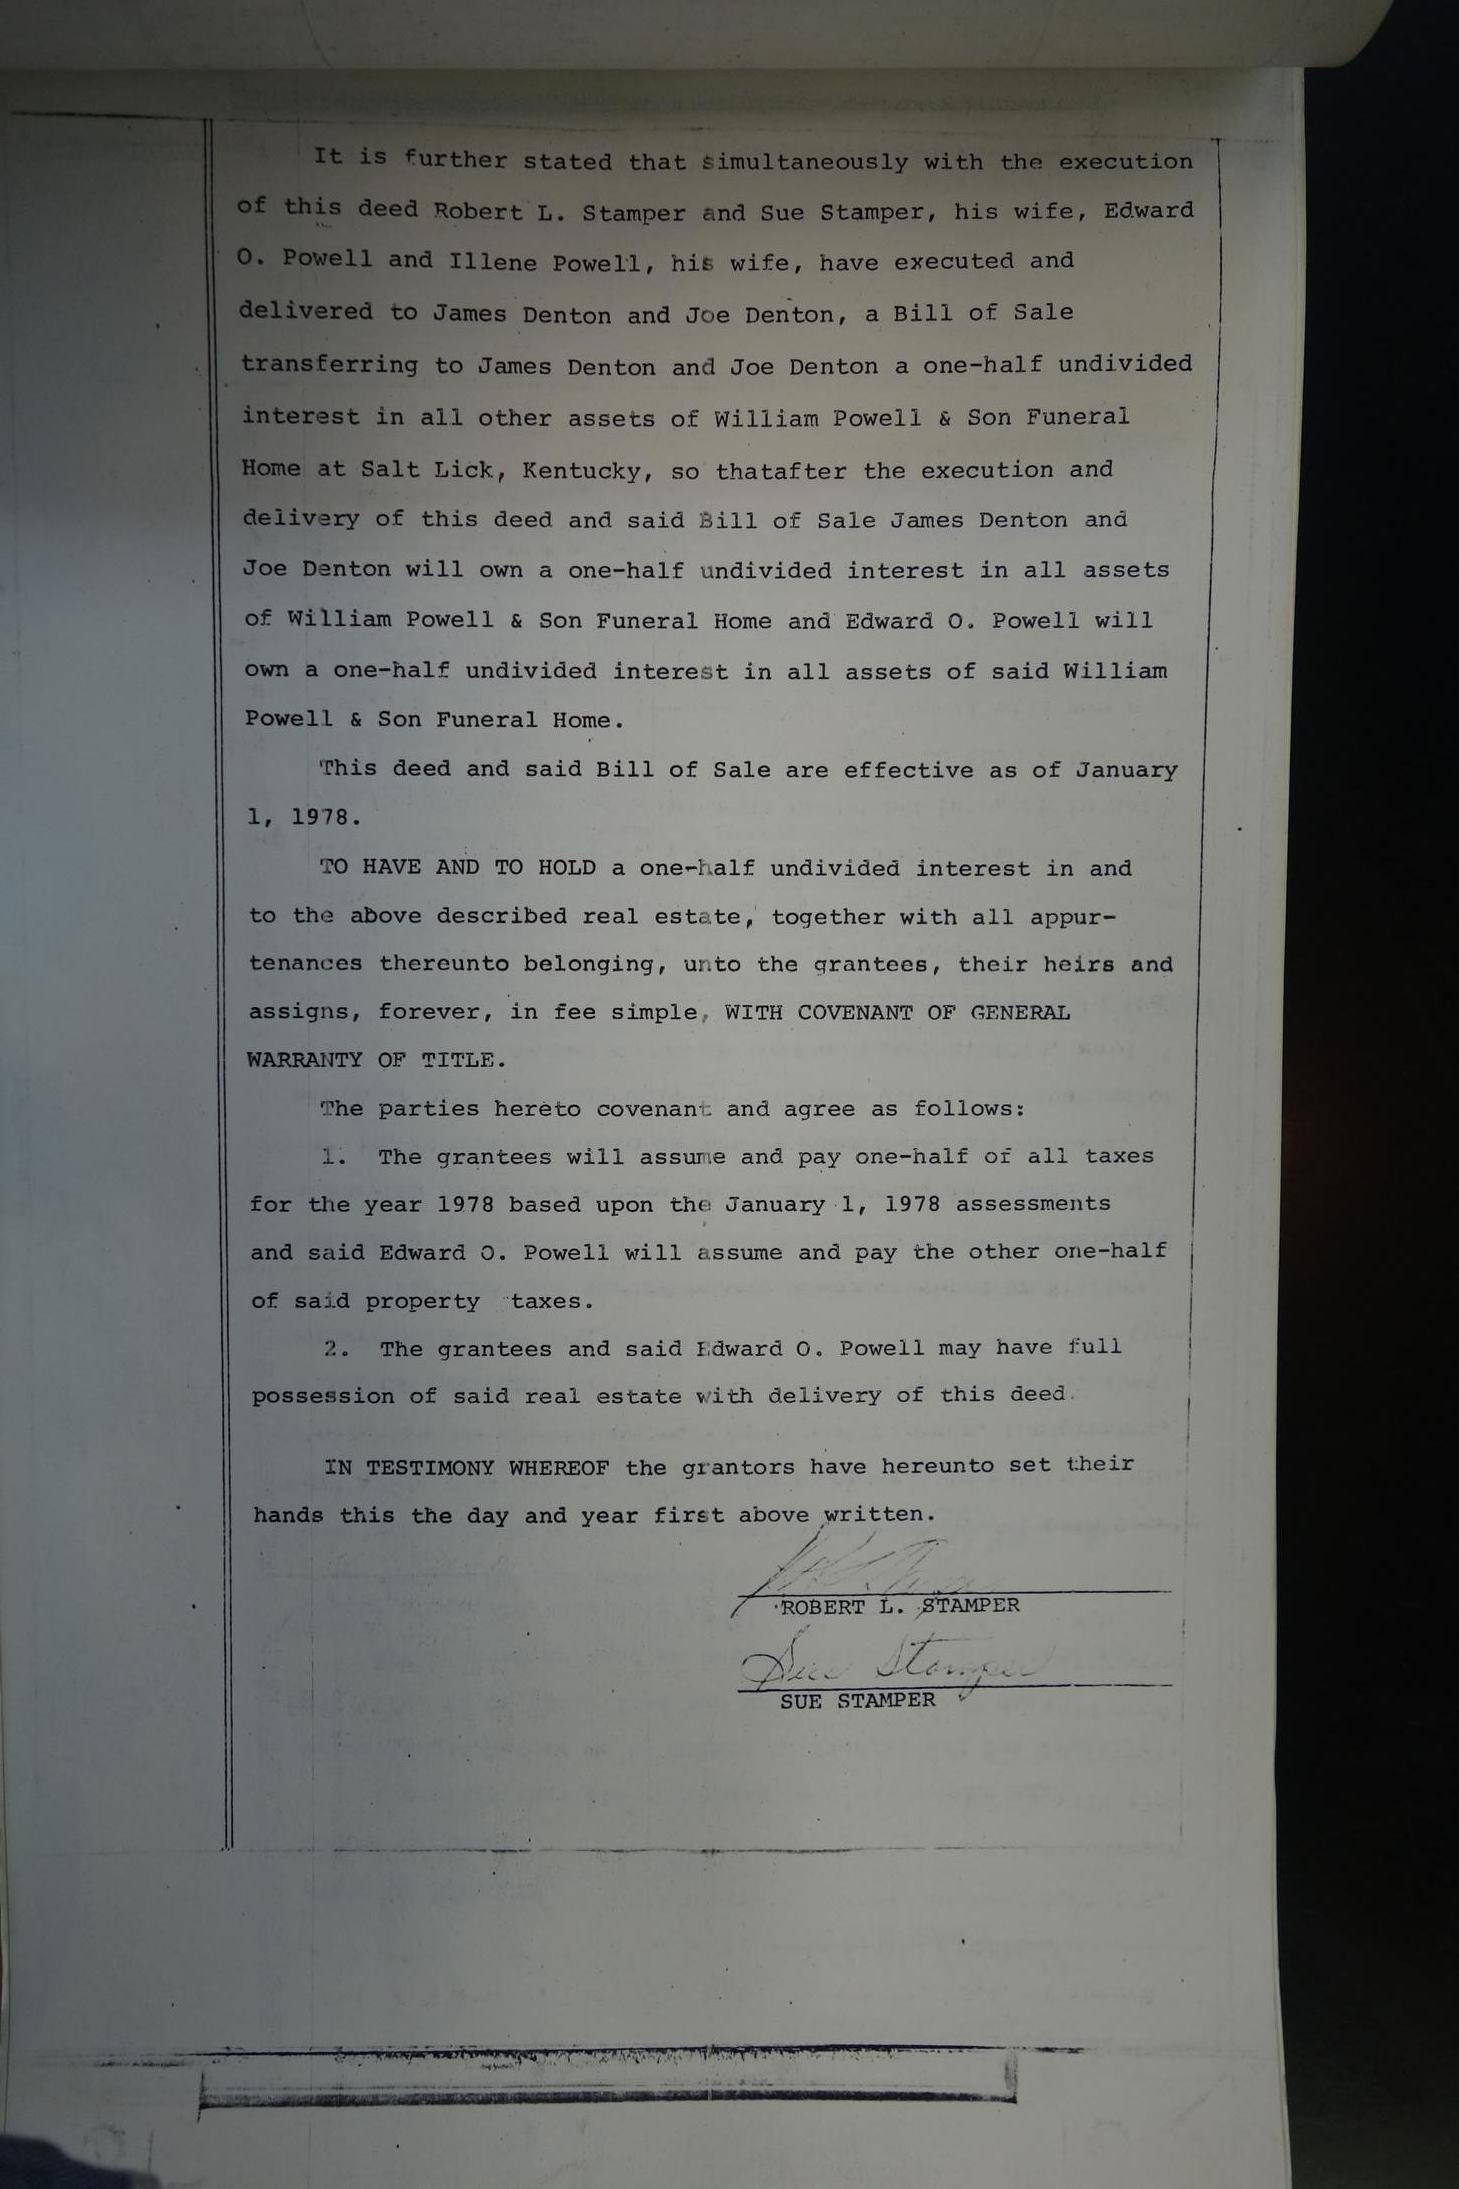 It is further stated that simultaneously with the execution
of this deed Robert L. Stamper and Sue Stamper, his wife, Edward
O. Powell and Illene Powell, his wife, have executed and
delivered to James Denton and Joe Denton, a Bill of Sale
transferring to James Denton and Joe Denton a one-half undivided
interest in all other assets of William Powell & Son Funeral
Home at Salt Lick, Kentucky, so thatafter the execution and
delivery of this deed and said Bill of Sale James Denton and
Joe Denton will own a one-half undivided interest in all assets
of William Powell & Son Funeral Home and Edward O. Powell will
own a one-half undivided interest in all assets of said William
Powell & Son Funeral Home.
This deed and said Bill of Sale are effective as of January
1, 1978.
TO HAVE AND TO HOLD a one-half undivided interest in and
to the above described real estate, together with all appur-
tenances thereunto belonging, unto the grantees, their heirs and
assigns, forever, in fee simple, WITH COVENANT OF GENERAL
WARRANTY OF TITLE.
The parties hereto covenant and agree as follows:
1. The grantees will assume and pay one-half of all taxes
for the year 1978 based upon the January 1, 1978 assessments
and said Edward O. Powell will assume and pay the other one-half
of said property taxes.
2. The grantees and said Edward O. Powell may have full
possession of said real estate with delivery of this deed.
IN TESTIMONY WHEREOF the grantors have hereunto set their
hands this the day and year first above written.
ROBERT L. STAMPER
Sue Stamper
SUE STAMPER